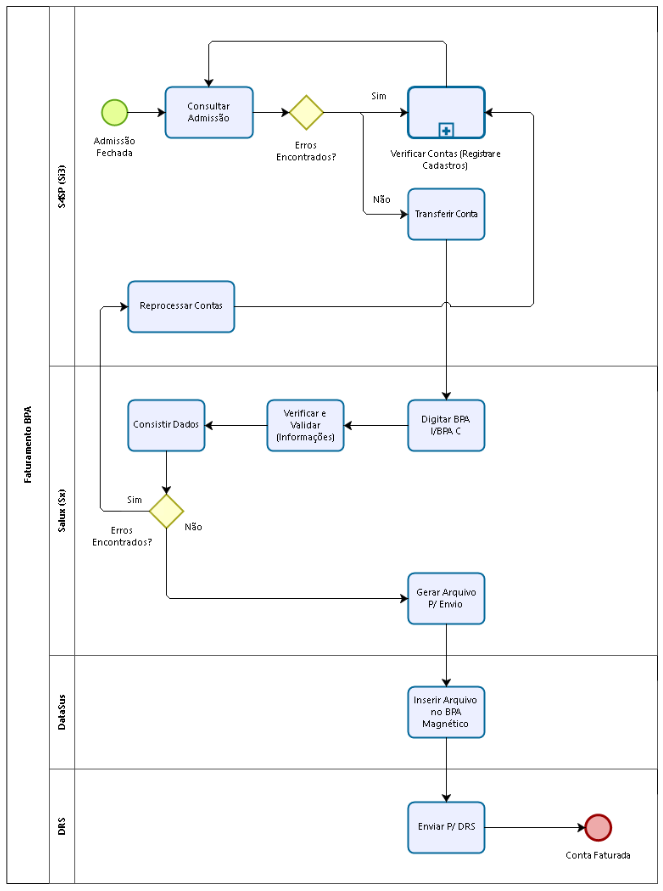 Faturamento BPA
S4SP (Si3)
Admissão
Fechada
Consultar
Admissão
Erros
Encontrados?
Sim
Verificar Contas (Registrar e
Cadastros)
Não
Transferir Conta
Reprocessar Contas
Salux (Sx)
Consistir Dados
Verificar e
Validar
(Informações)
Digitar BPA
I/BPA C
Sim
Não
Erros
Encontrados?
Gerar Arquivo
P/ Envio
DataSus
Inserir Arquivo
no BPA
Magnético
DRS
Enviar P/ DRS
Conta Faturada